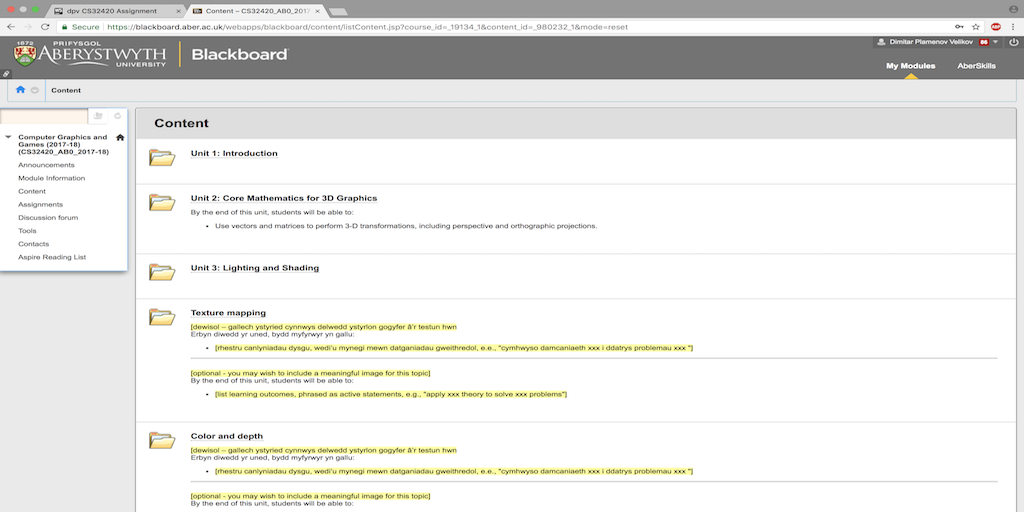 dpv CS32420 Assignment
Content – CS32420_AB0_2017
Secure
https://blackboard.aber.ac.uk/webapps/blackboard/content/listContent.jsp?course_id=_19134_1&content_id=_980232_1&mode=reset
ABP
1872
PRIFYSGOL
ABERYSTWYTH
UNIVERSITY
Blackboard
Dimitar Plamenov Velikov
My Modules
AberSkills
Content
Computer Graphics and
Games (2017-18)
(CS32420_AB0_2017-18)
Announcements
Module Information
Content
Assignments
Discussion forum
Tools
Contacts
Aspire Reading List
Content
Unit 1: Introduction
Unit 2: Core Mathematics for 3D Graphics
By the end of this unit, students will be able to:
• Use vectors and matrices to perform 3-D transformations, including perspective and orthographic projections.
Unit 3: Lighting and Shading
Texture mapping
[dewisol – gallech ystyried cynnwys delwedd ystyrlon gogyfer â'r testun hwn
Erbyn diwedd yr uned, bydd myfyrwyr yn gallu:
• [rhestru canlyniadau dysgu, wedi'u mynegi mewn datganiadau gweithredol, e.e., "cymhwyso damcaniaeth xxx i ddatrys problemau xxx "]
[optional - you may wish to include a meaningful image for this topic]
By the end of this unit, students will be able to:
• [list learning outcomes, phrased as active statements, e.g., "apply xxx theory to solve xxx problems"]
Color and depth
[dewisol – gallech ystyried cynnwys delwedd ystyrlon gogyfer â'r testun hwn
Erbyn diwedd yr uned, bydd myfyrwyr yn gallu:
• [rhestru canlyniadau dysgu, wedi'u mynegi mewn datganiadau gweithredol, e.e., "cymhwyso damcaniaeth xxx i ddatrys problemau xxx "]
[optional - you may wish to include a meaningful image for this topic]
By the end of this unit, students will be able to: